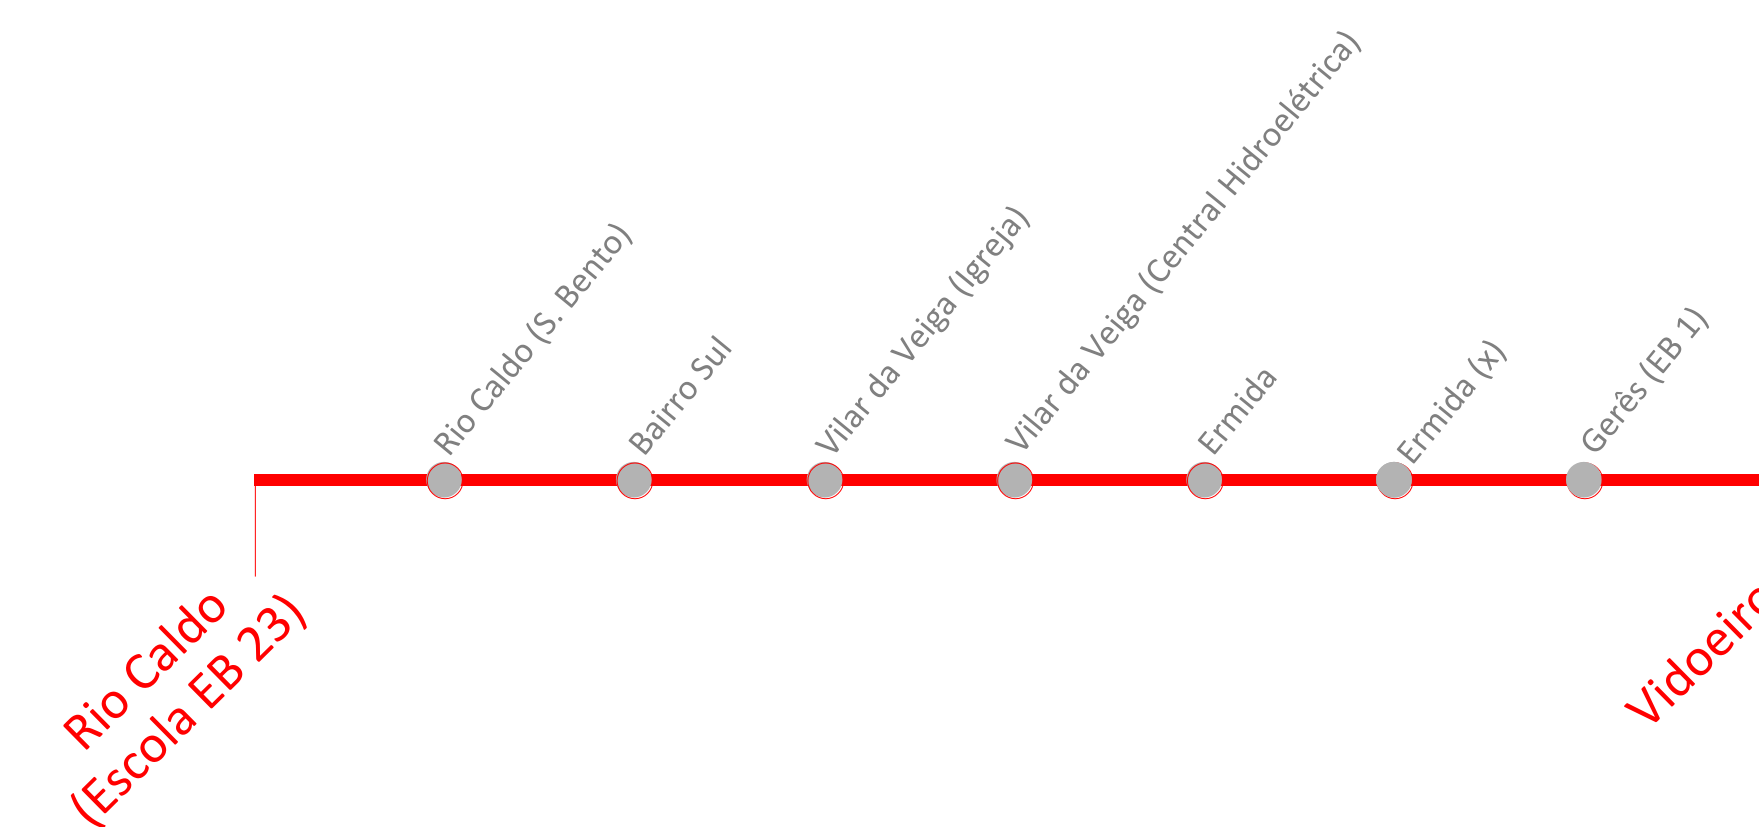 Rio Caldo (S. Bento)
Bairro Sul
Vilar da Veiga (Igreja)
Vilar da Veiga (Central Hidroelétrica)
Ermida
Ermida (x)
Gerês (EB 1)
Rio Caldo
(Escola EB 23)
Vidoeiro